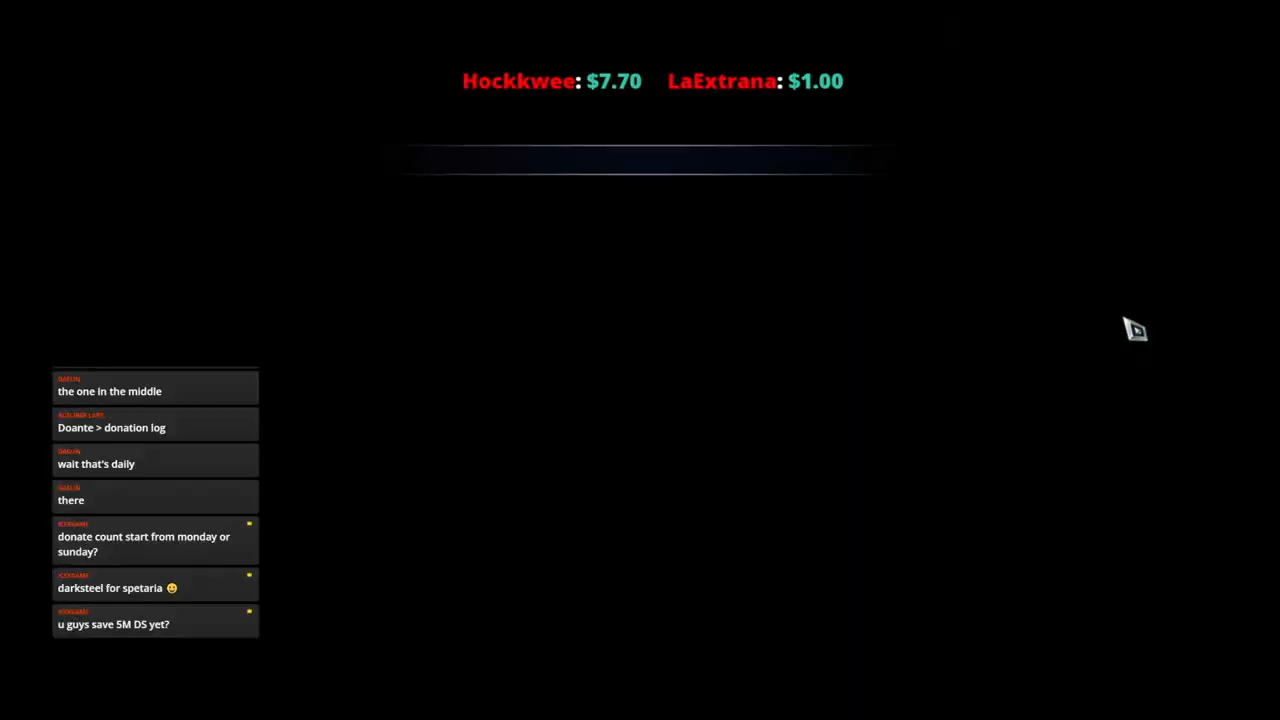 Hockkwee: $7.70 LaExtrana: $1.00
the one in the middle
Doante > donation log
wait that's daily
there
donate count start from monday or
sunday?
darksteel for spetaria 😀
u guys save 5M DS yet?